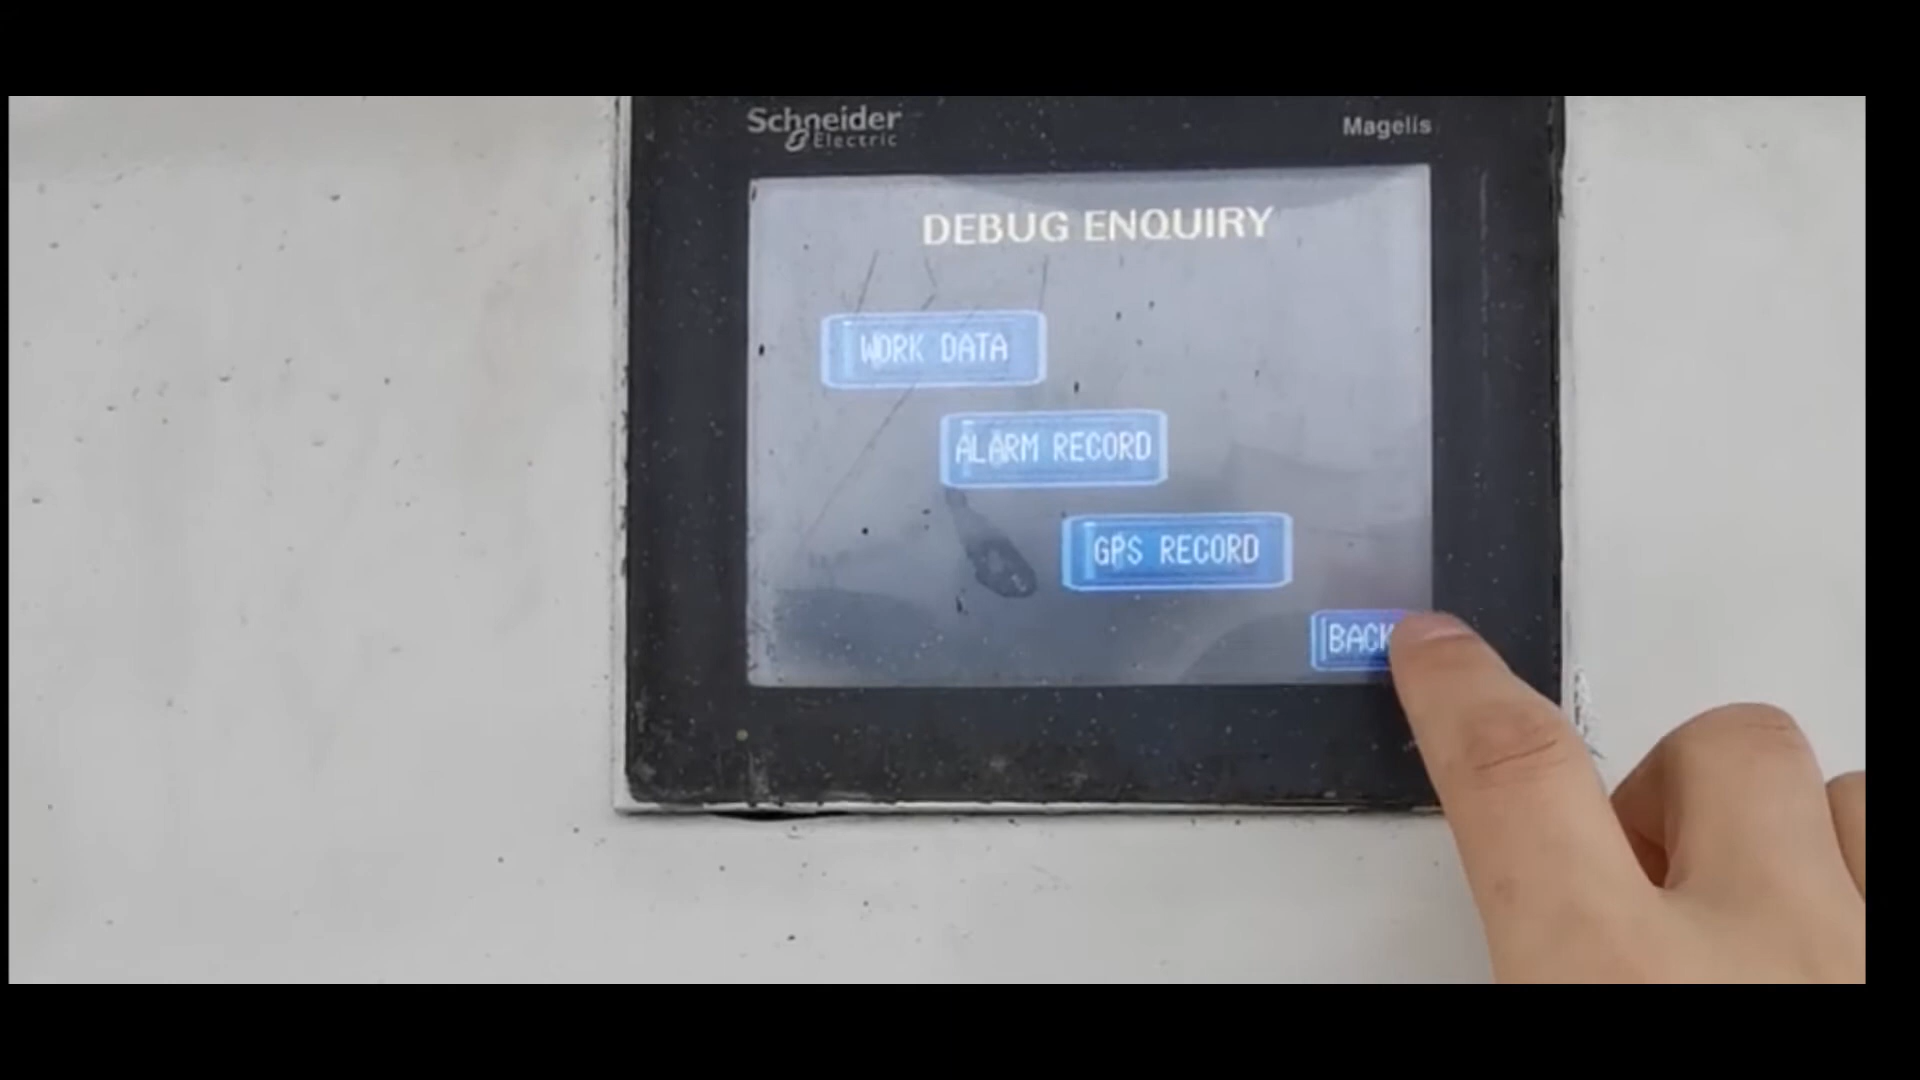 Schneider
Electric
Magelis
DEBUG ENQUIRY
WORK DATA
ALARM RECORD
GPS RECORD
BACK